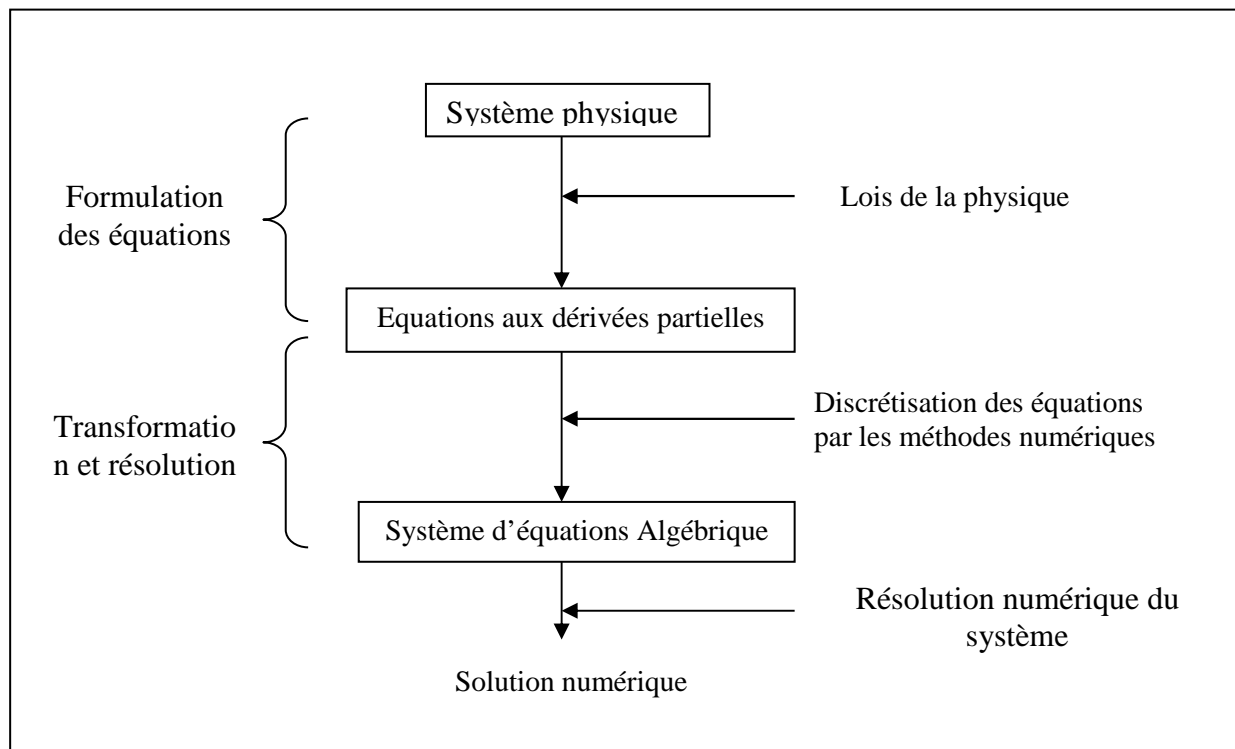 Système physique
Formulation
des équations
Lois de la physique
Equations aux dérivées partielles
Transformatio
n et résolution
Discrétisation des équations
par les méthodes numériques
Système d’équations Algébrique
Résolution numérique du
système
Solution numérique